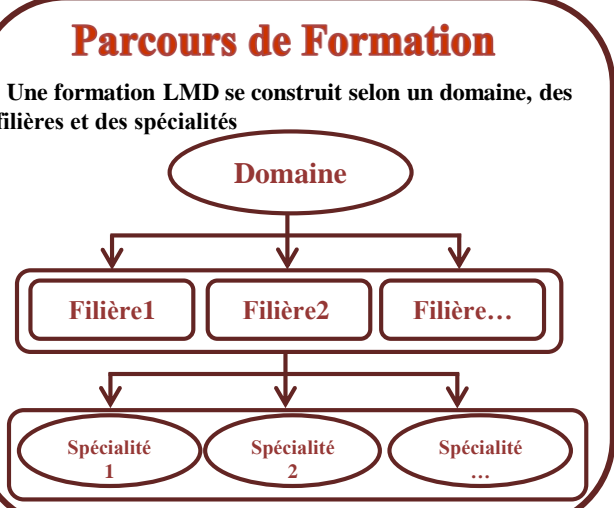 Parcours de Formation
Une formation LMD se construit selon un domaine, des
filières et des spécialités
Domaine
Filière1
Filière2
Filière…
Spécialité
1
Spécialité
2
Spécialité
…